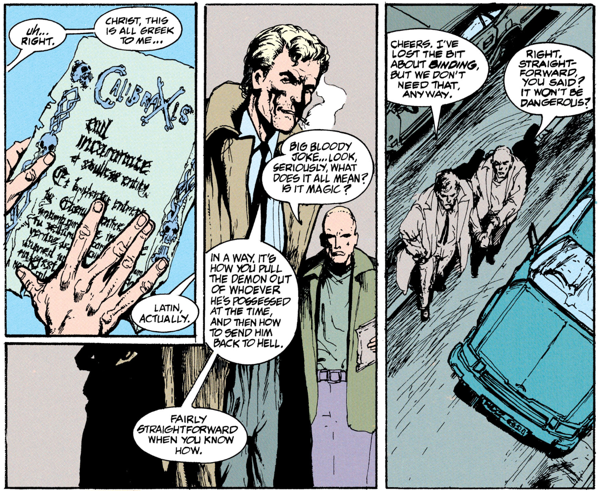 UH...
RIGHT.
CHRIST, THIS
IS ALL GREEK
TO ME...
CALIBRAXIS
evil
incarnate
LATIN,
ACTUALLY.
BIG BLOODY
JOKE...LOOK,
SERIOUSLY, WHAT
DOES IT ALL MEAN?
IS IT MAGIC?
IN A WAY, IT'S
HOW YOU PULL
THE DEMON OUT
OF WHOEVER
HE'S POSSESSED
AT THE TIME,
AND THEN HOW
TO SEND HIM
BACK TO HELL.
FAIRLY
STRAIGHTFORWARD
WHEN YOU KNOW
HOW.
CHEERS. I'VE
LOST THE BIT
ABOUT BINDING,
BUT WE DON'T
NEED THAT,
ANYWAY.
RIGHT,
STRAIGHT-
FORWARD,
YOU SAID?
IT WON'T BE
DANGEROUS?